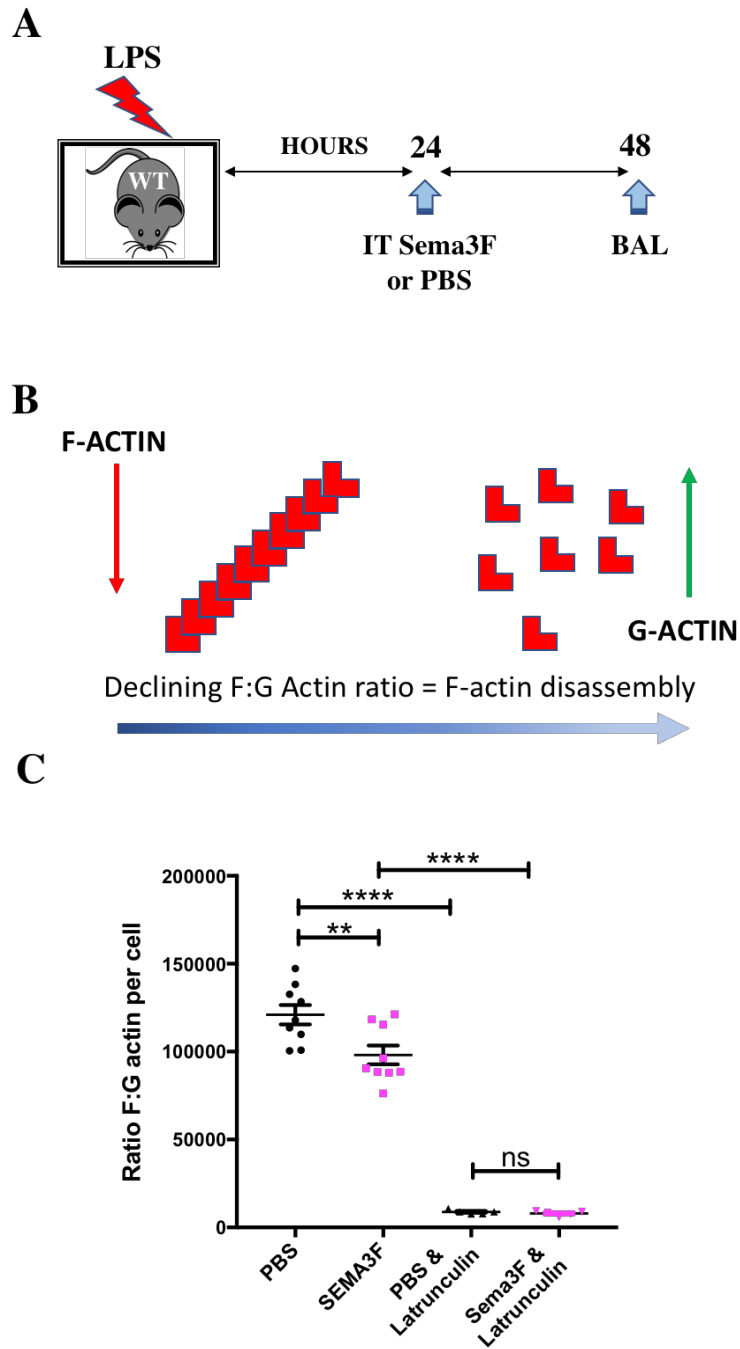 A
LPS
WT
HOURS
24
48
IT Sema3F
or PBS
BAL
B
F-ACTIN
G-ACTIN
Declining F:G Actin ratio = F-actin disassembly
C
Ratio F:G actin per cell
200000
150000
100000
50000
0
****
****
**
ns
PBS
SEMA3F
PBS &
Latrunculin
Sema3F &
Latrunculin